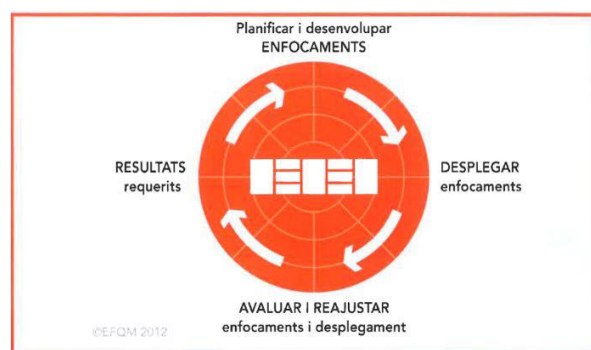 Planificar i desenvolupar
ENFOCAMENTS
RESULTATS
requerits
DESPLEGAR
enfocaments
AVALUAR I REAJUSTAR
enfocaments i desplegament
©EFQM 2012